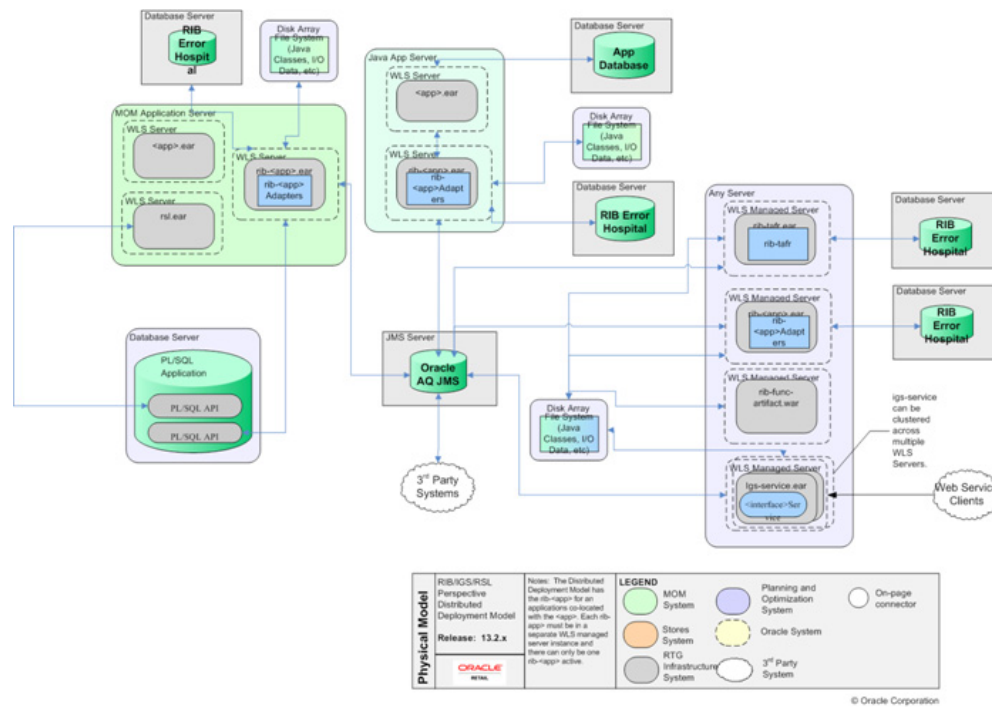 Database Server
RIB
Error
Hospit
al
Disk Array
File System
(Java
Classes, I/O
Data, etc)
MOM Application Server
WLS Server
<app>.ear
WLS Server
rsl.ear
WLS Server
rib-<app>.ear
rib-<app>
Adapters
Java App Server
WLS Server
<app>.ear
WLS Server
rib-<app>.ear
rib-
<app>Adapt
ers
Database Server
App
Database
Disk Array
File System
(Java
Classes, I/O
Data, etc)
Database Server
RIB Error
Hospital
Any Server
WLS Managed Server
rib-tafr.ear
rib-tafr
WLS Managed Server
rib-<app>.ear
rib-
<app>Adapt
ers
WLS Managed Server
rib-func-
artifact.war
WLS Managed Server
Igs-service.ear
<interface>Ser
vice
Database Server
RIB
Error
Hospital
Database Server
RIB
Error
Hospital
igs-service
can be
clustered
across
multiple
WLS
Servers.
Web Servic
Clients
Database Server
PL/SQL
Application
PL/SQL API
PL/SQL API
JMS Server
Oracle
AQ JMS
3rd Party
Systems
Disk Array
File System
(Java
Classes, I/O
Data, etc)
Physical Model
RIB/IGS/RSL
Perspective
Distributed
Deployment Model
Release: 13.2.x
ORACLE
RETAIL
Notes: The Distributed
Deployment Model has
the rib-<app> for an
applications co-located
with the <app>. Each rib-
app> must be in a
separate WLS managed
server instance and
there can only be one
rib-<app> active.
LEGEND
MOM
System
Stores
System
RTG
Infrastructure
System
Planning and
Optimization
System
Oracle System
3rd Party
System
On-page
connector
© Oracle Corporation